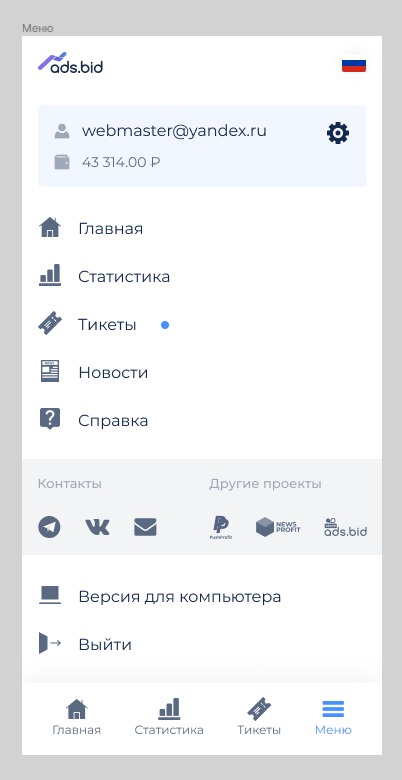 Меню
ads.bid
webmaster@yandex.ru
43 314.00 ₽
Главная
Статистика
Тикеты
Новости
Справка
Контакты
Другие проекты
PushProfit
NEWS
PROFIT
ads.bid
Версия для компьютера
Выйти
Главная
Статистика
Тикеты
Меню